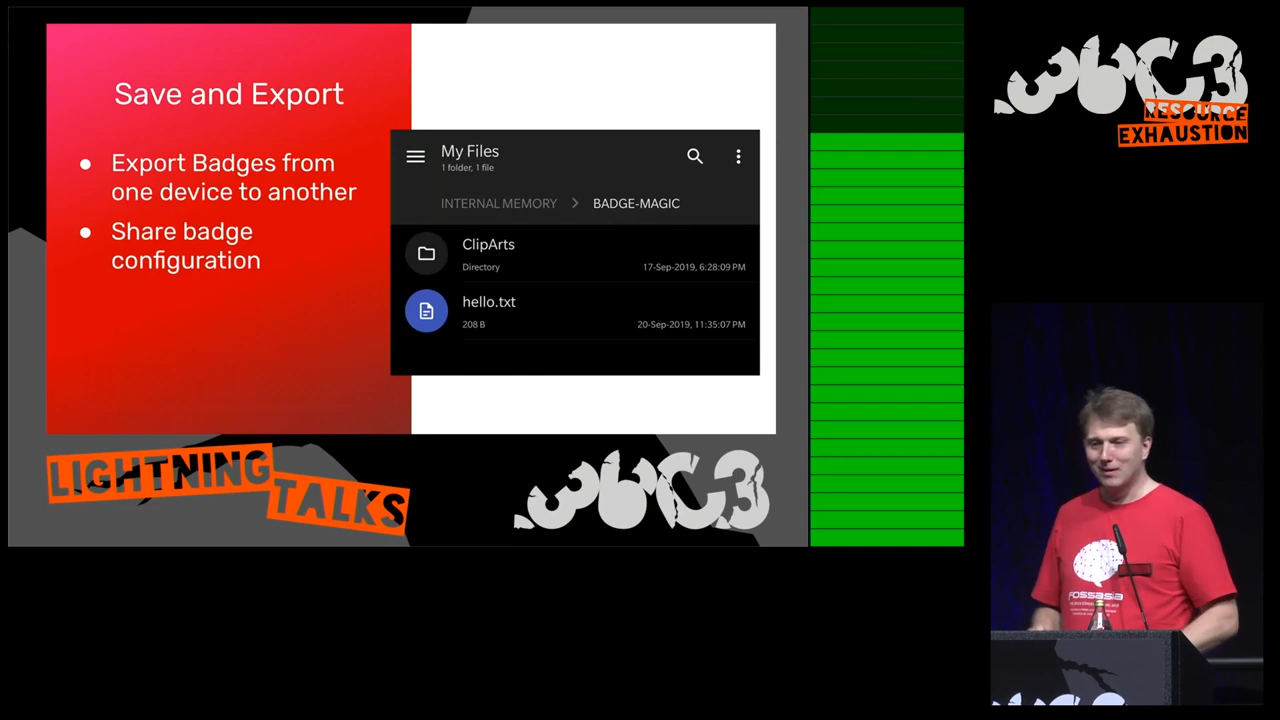 Save and Export
● Export Badges from
one device to another
● Share badge
configuration
My Files
1 folder, 1 file
INTERNAL MEMORY > BADGE-MAGIC
ClipArts
Directory
17-Sep-2019, 6:28:09 PM
hello.txt
208 B
20-Sep-2019, 11:35:07 PM
LIGHTNING
TALKS
36C3
36C3
RESOURCE
EXHAUSTION
FOSSASIA